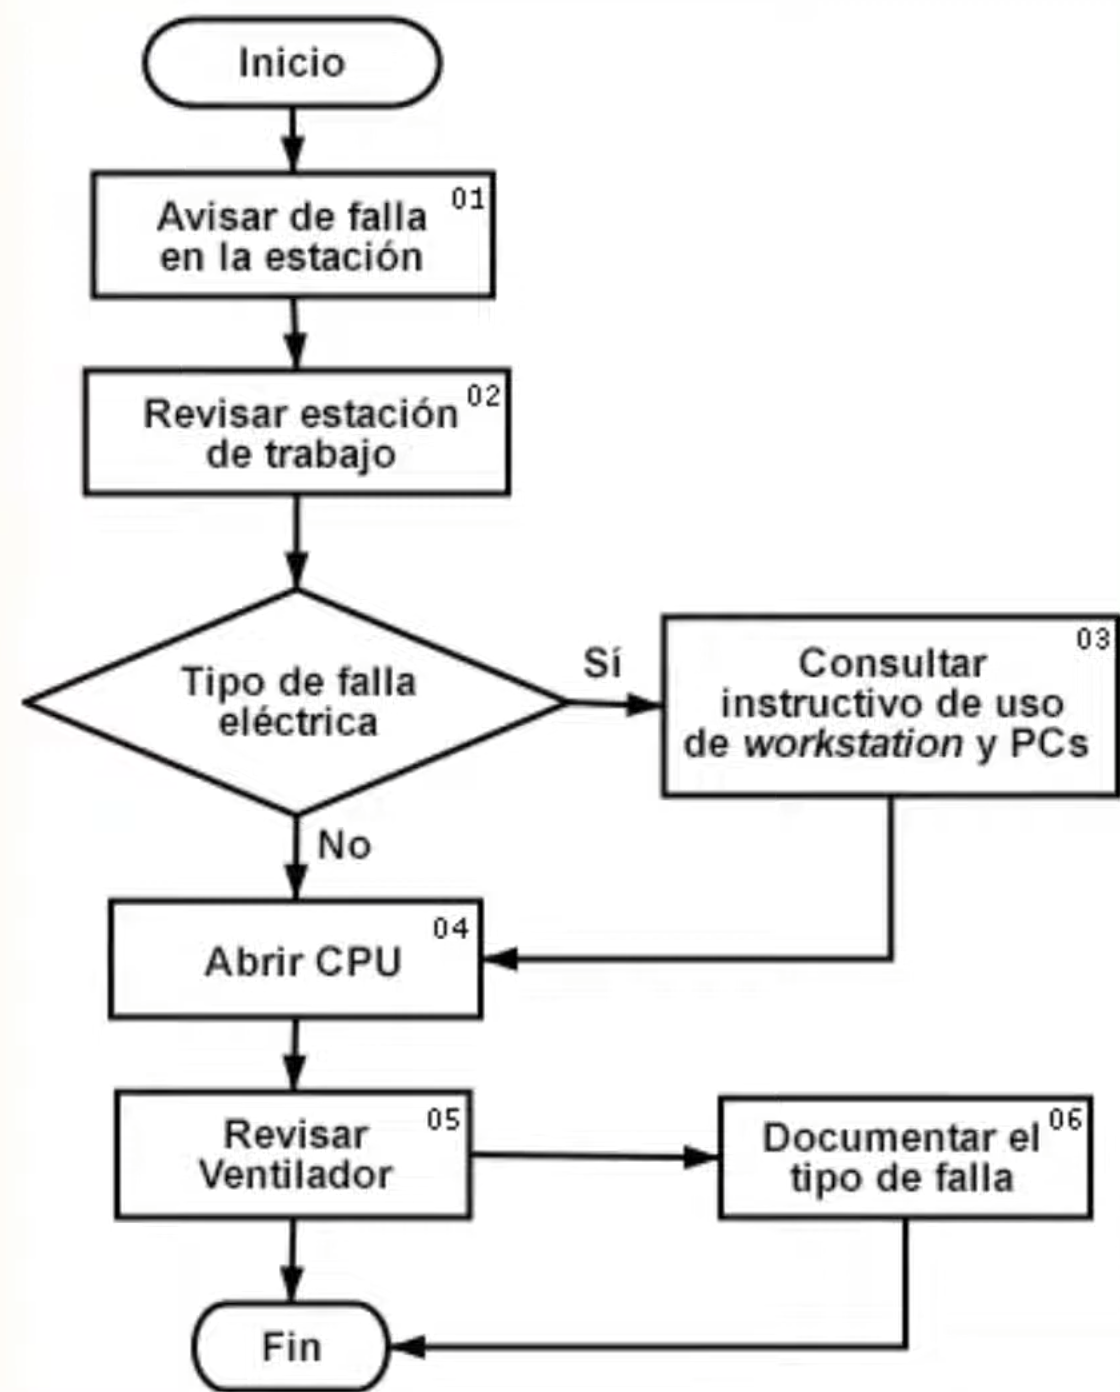 Inicio
01
Avisar de falla
en la estación
02
Revisar estación
de trabajo
Tipo de falla
eléctrica
Sí
03
Consultar
instructivo de uso
de workstation y PCs
No
04
Abrir CPU
05
Revisar
Ventilador
06
Documentar el
tipo de falla
Fin